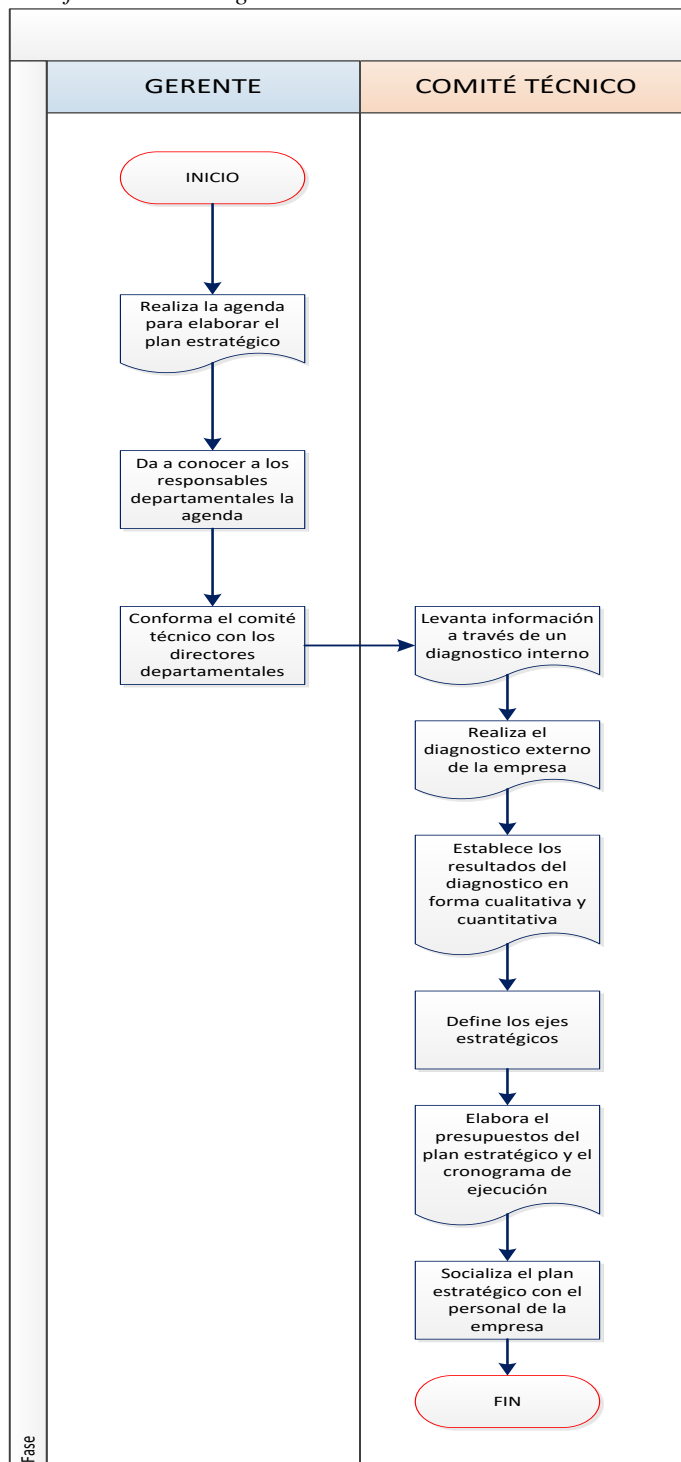 GERENTE
COMITÉ TÉCNICO
INICIO
Realiza la agenda
para elaborar el
plan estratégico
Da a conocer a los
responsables
departamentales la
agenda
Conforma el comité
técnico con los
directores
departamentales
Levanta información
a través de un
diagnostico interno
Realiza el
diagnostico externo
de la empresa
Establece los
resultados del
diagnostico en
forma cualitativa y
cuantitativa
Define los ejes
estratégicos
Elabora el
presupuestos del
plan estratégico y el
cronograma de
ejecución
Socializa el plan
estratégico con el
personal de la
empresa
FIN
Fase